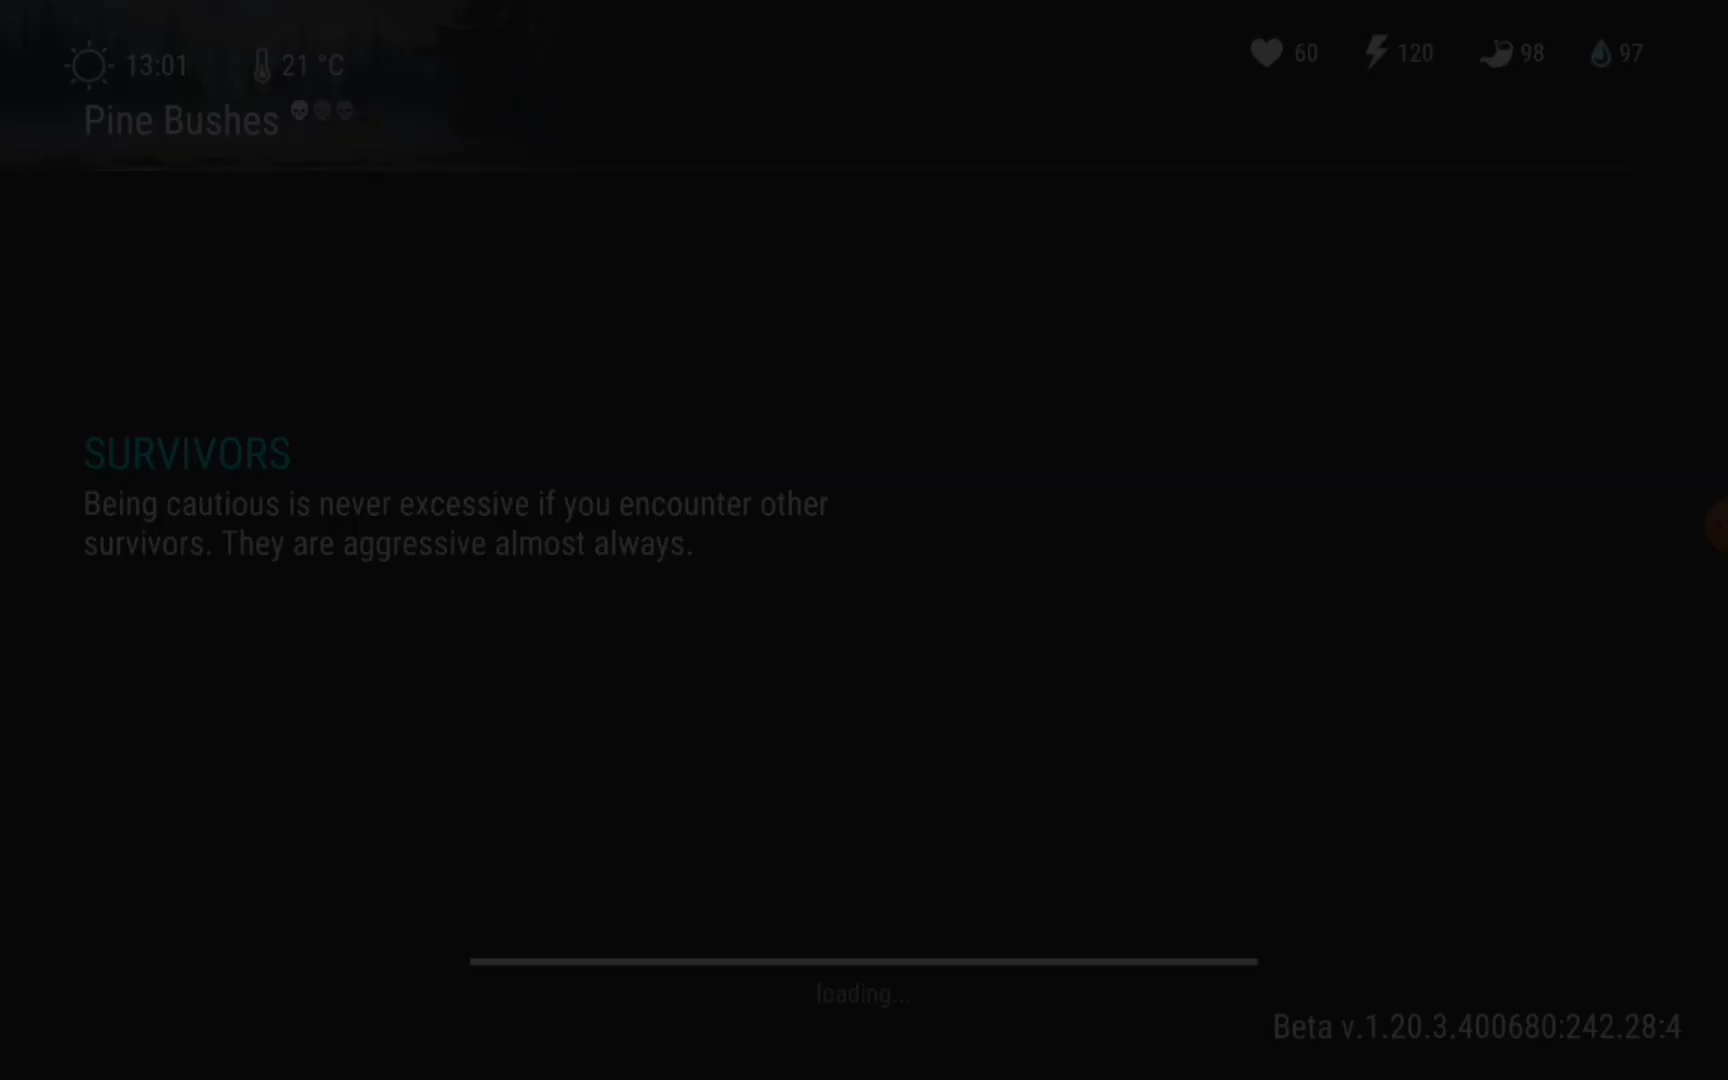 13:01 21 °C 60 120 98 97
Pine Bushes
SURVIVORS
Being cautious is never excessive if you encounter other
survivors. They are aggressive almost always.
loading...
Beta v.1.20.3.400680:242.28:4